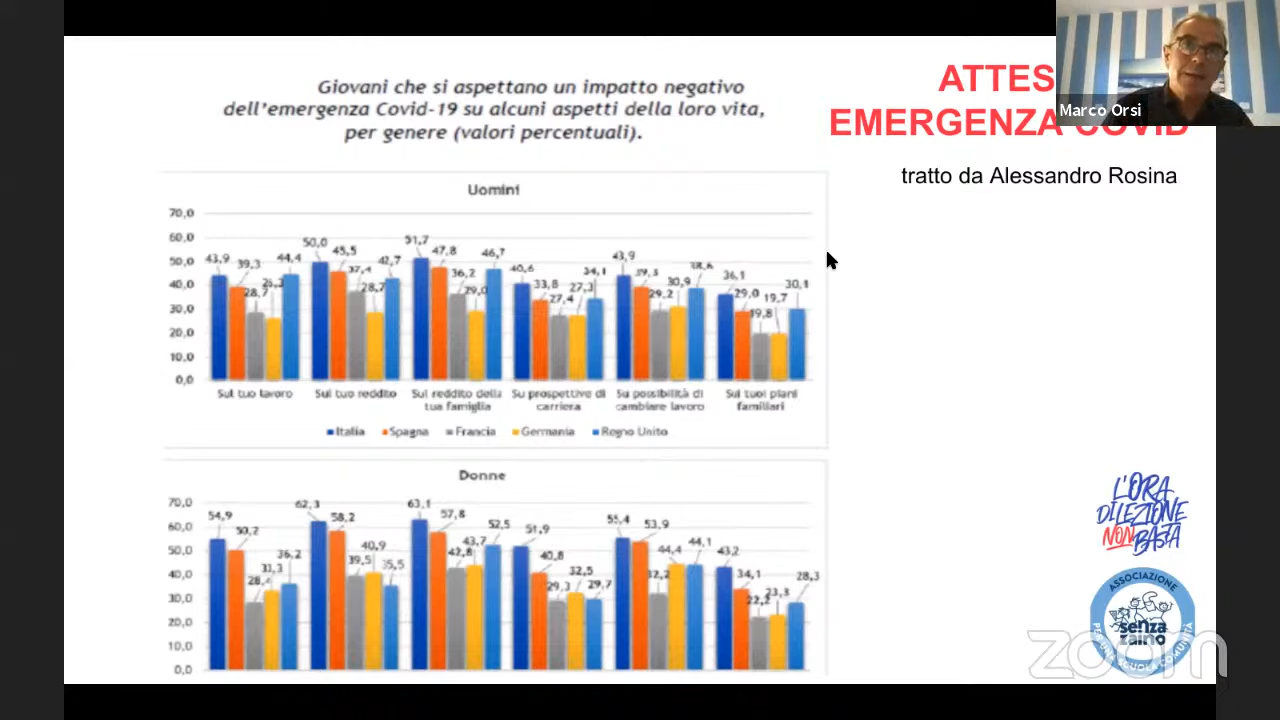 Giovani che si aspettano un impatto negativo
dell'emergenza Covid-19 su alcuni aspetti della loro vita,
per genere (valori percentuali).
ATTES
EMERGENZA COVID
Marco Orsi
tratto da Alessandro Rosina
Uomini
70,0
60,0
50,0
40,0
30,0
20,0
10,0
0,0
43,9 39,3 28,7 26,3 44,4
50,0 45,5 37,4 28,7 42,7
51,7 47,8 36,2 29,0 46,7
40,6 33,8 27,4 27,3 34,1
43,9 39,3 29,2 30,9 38,6
36,1 29,0 19,8 19,7 30,1
Sul tuo lavoro
Sul tuo reddito
Sul reddito della
tua famiglia
Su prospettive di
carriera
Su possibilità di
cambiare lavoro
Sui tuoi piani
familiari
Italia Spagna Francia Germania Regno Unito
Donne
70,0
60,0
50,0
40,0
30,0
20,0
10,0
0,0
54,9 50,2 28,4 33,3 36,2
62,3 58,2 39,5 40,9 35,5
63,1 57,8 42,8 43,7 52,5
51,9 40,8 29,3 32,5 29,7
55,4 53,9 32,2 44,4 44,1
43,2 34,1 22,2 23,3 28,3
L'ORA
DI LEZIONE
NON BASTA
ASSOCIAZIONE
senza
zaino
PER UNA SCUOLA COMUNITÀ
zoom